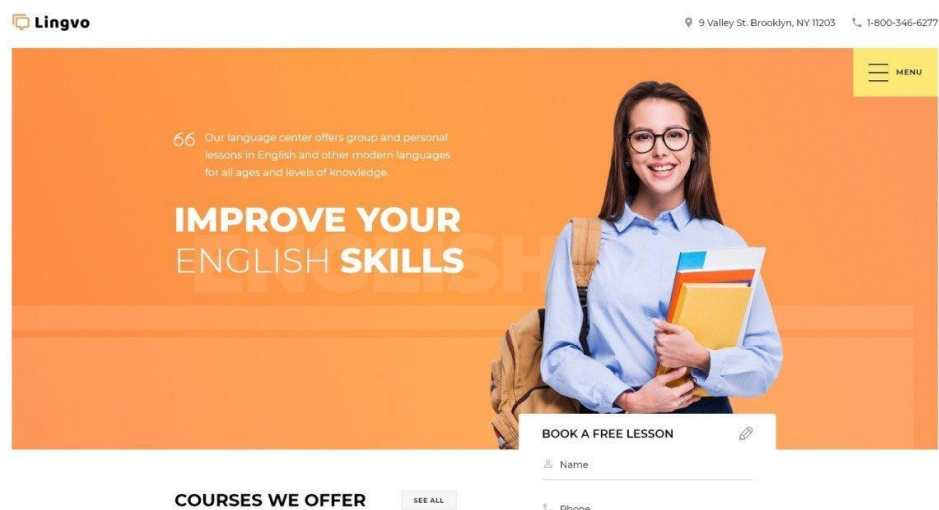 Lingvo
9 Valley St. Brooklyn, NY 11203
1-800-346-6277
MENU
66 Our language center offers group and personal
lessons in English and other modern languages
for all ages and levels of knowledge.
ENGLISH
IMPROVE YOUR
ENGLISH SKILLS
BOOK A FREE LESSON
Name
Phone
COURSES WE OFFER
SEE ALL